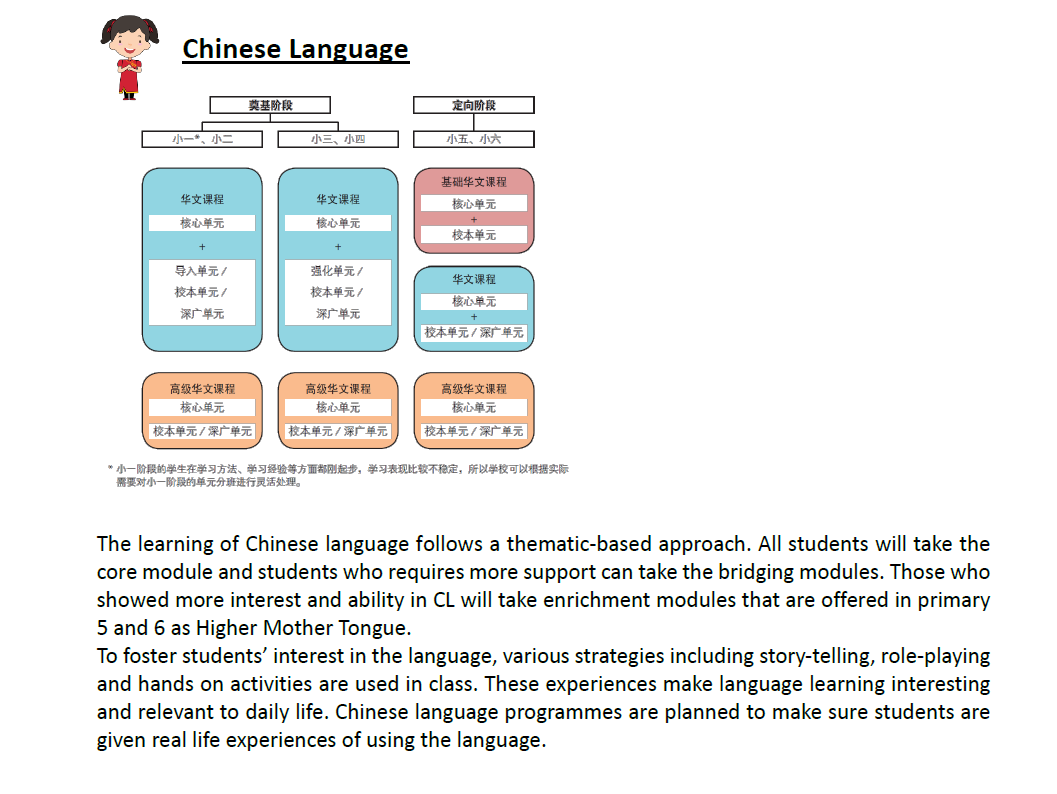 Chinese Language
奠基阶段
定向阶段
小一*、小二
小三、小四
小五、小六
华文课程
核心单元
+
导入单元 /
校本单元 /
深广单元
华文课程
核心单元
+
强化单元 /
校本单元 /
深广单元
基础华文课程
核心单元
+
校本单元
华文课程
核心单元
+
校本单元 / 深广单元
高级华文课程
核心单元
校本单元 / 深广单元
高级华文课程
核心单元
校本单元 / 深广单元
高级华文课程
核心单元
校本单元 / 深广单元
* 小一阶段的学生在学习方法、学习经验等方面都刚起步，学习表现比较不稳定，所以学校可以根据实际
需要对小一阶段的单元分班进行灵活处理。
The learning of Chinese language follows a thematic-based approach. All students will take the
core module and students who requires more support can take the bridging modules. Those who
showed more interest and ability in CL will take enrichment modules that are offered in primary
5 and 6 as Higher Mother Tongue.
To foster students’ interest in the language, various strategies including story-telling, role-playing
and hands on activities are used in class. These experiences make language learning interesting
and relevant to daily life. Chinese language programmes are planned to make sure students are
given real life experiences of using the language.